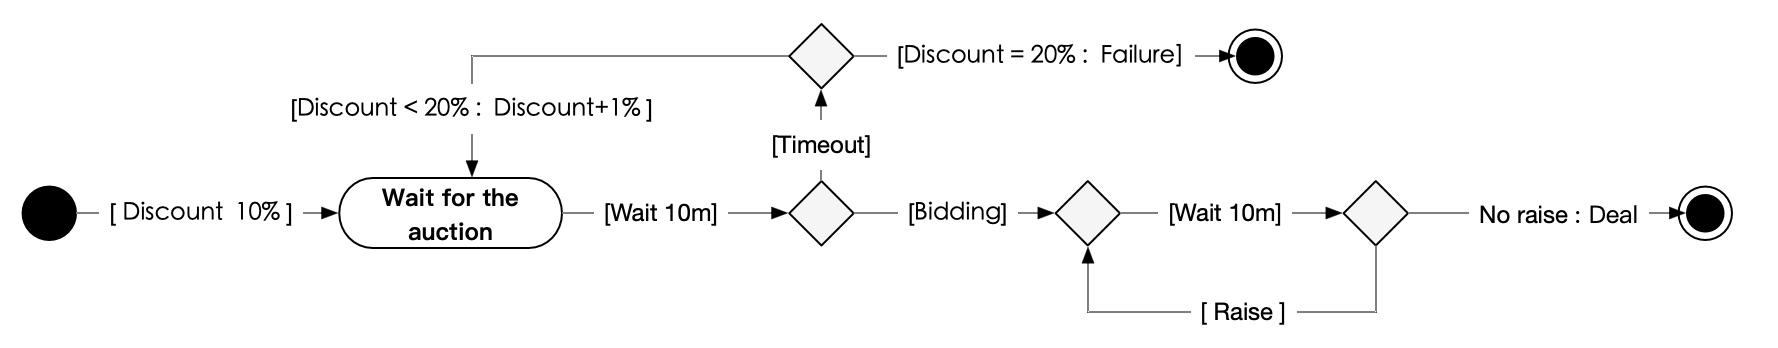 [Discount = 20% : Failure]
[Discount < 20% : Discount+1% ]
[Timeout]
[ Discount 10% ]
Wait for the
auction
[Wait 10m]
[Bidding]
[Wait 10m]
No raise : Deal
[ Raise ]